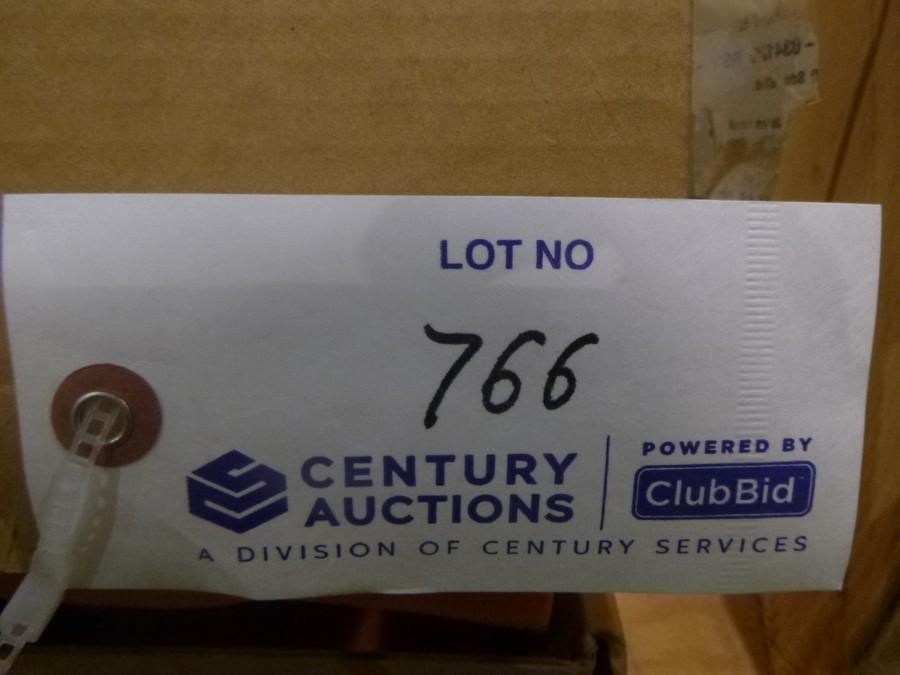 LOT NO
766
CENTURY
AUCTIONS
POWERED BY
ClubBid
A DIVISION OF CENTURY SERVICES